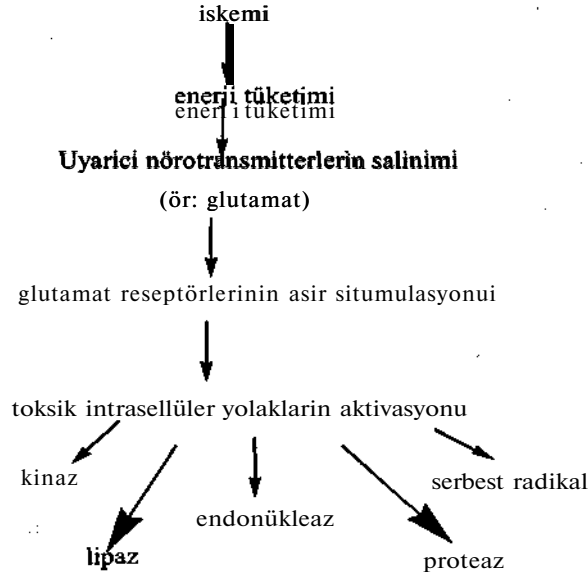 iskemi
enerji tüketimi
enerji tüketimi
Uyarici nörotransmitterlerin salinimi
(ör: glutamat)
glutamat reseptörlerinin asir situmulasyonui
toksik intrasellüler yolaklarin aktivasyonu
kinaz
serbest radikal
endonükleaz
lipaz
proteaz